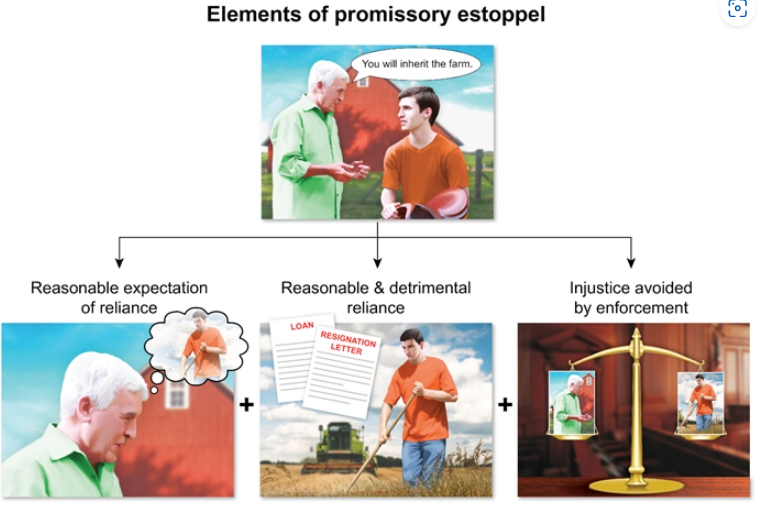 Elements of promissory estoppel
You will inherit the farm.
Reasonable expectation
of reliance
Reasonable & detrimental
reliance
Injustice avoided
by enforcement
LOAN
RESIGNATION
LETTER
+
+